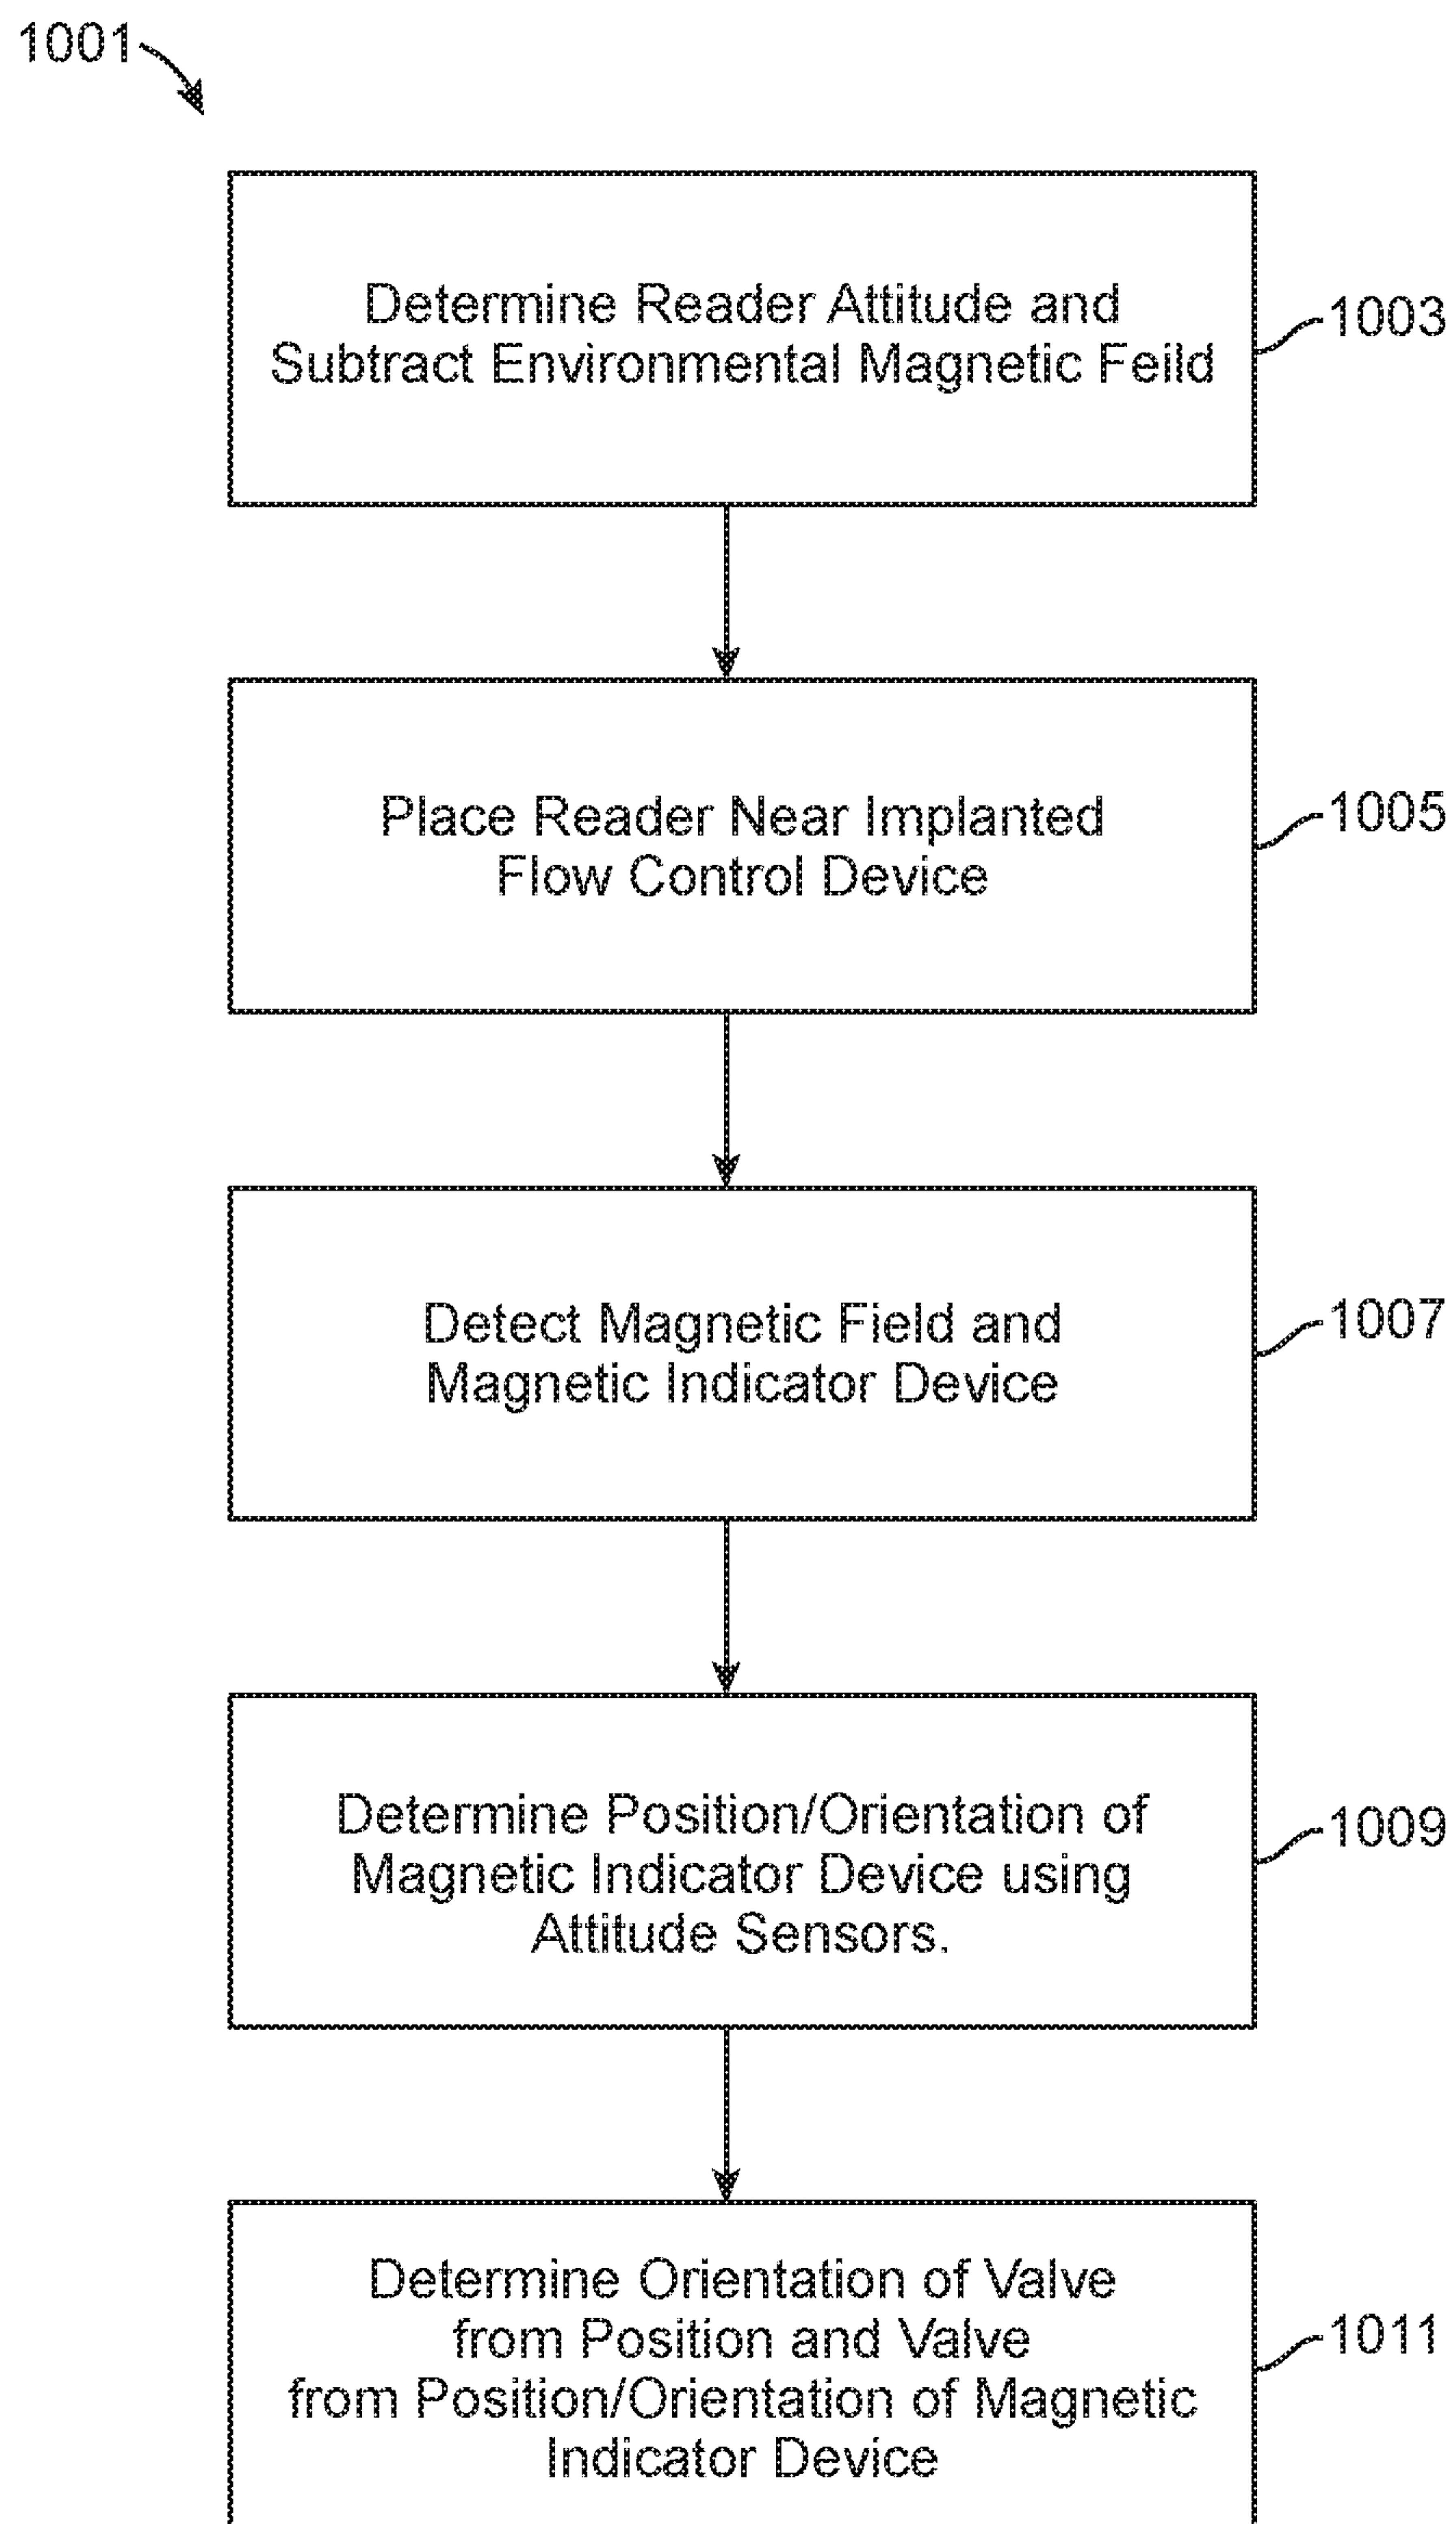 1001
Determine Reader Attitude and
Subtract Environmental Magnetic Feild
1003
Place Reader Near Implanted
Flow Control Device
1005
Detect Magnetic Field and
Magnetic Indicator Device
1007
Determine Position/Orientation of
Magnetic Indicator Device using
Attitude Sensors.
1009
Determine Orientation of Valve
from Position and Valve
from Position/Orientation of Magnetic
Indicator Device
1011